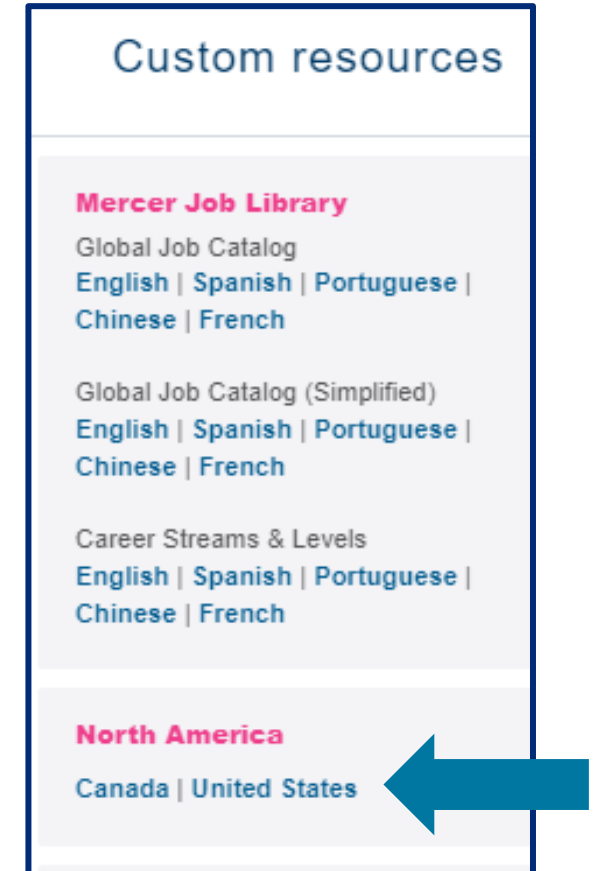 Custom resources
Mercer Job Library
Global Job Catalog
English | Spanish | Portuguese |
Chinese | French
Global Job Catalog (Simplified)
English | Spanish | Portuguese |
Chinese | French
Career Streams & Levels
English | Spanish | Portuguese |
Chinese | French
North America
Canada | United States